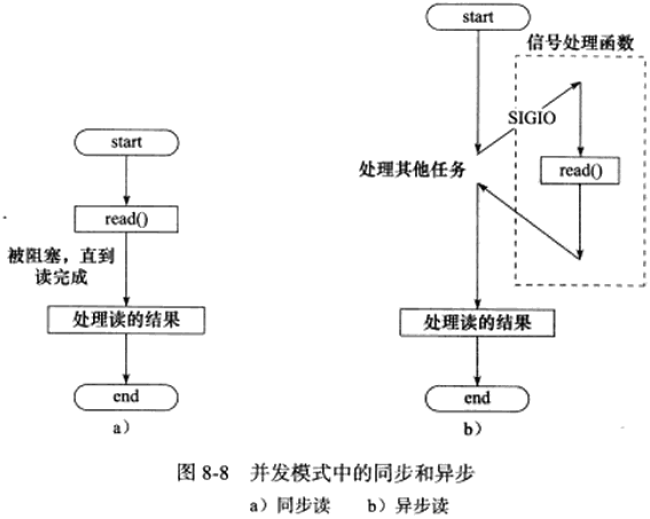 start
read()
被阻塞，直到
读完成
处理读的结果
end
a）
start
信号处理函数
SIGIO
处理其他任务
read()
处理读的结果
end
b）
图 8-8 并发模式中的同步和异步
a）同步读 b）异步读